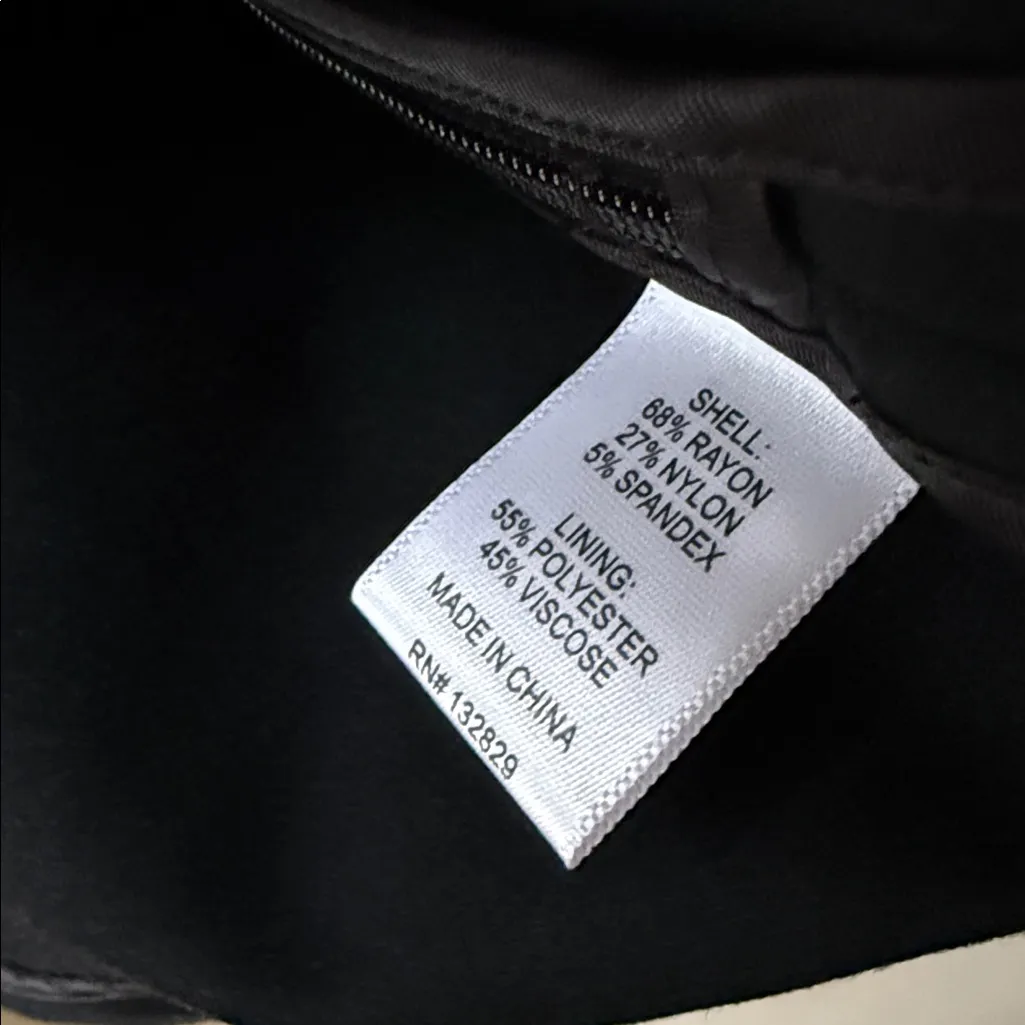 SHELL:
68% RAYON
27% NYLON
5% SPANDEX
LINING:
55% POLYESTER
45% VISCOSE
MADE IN CHINA
RN# 132829